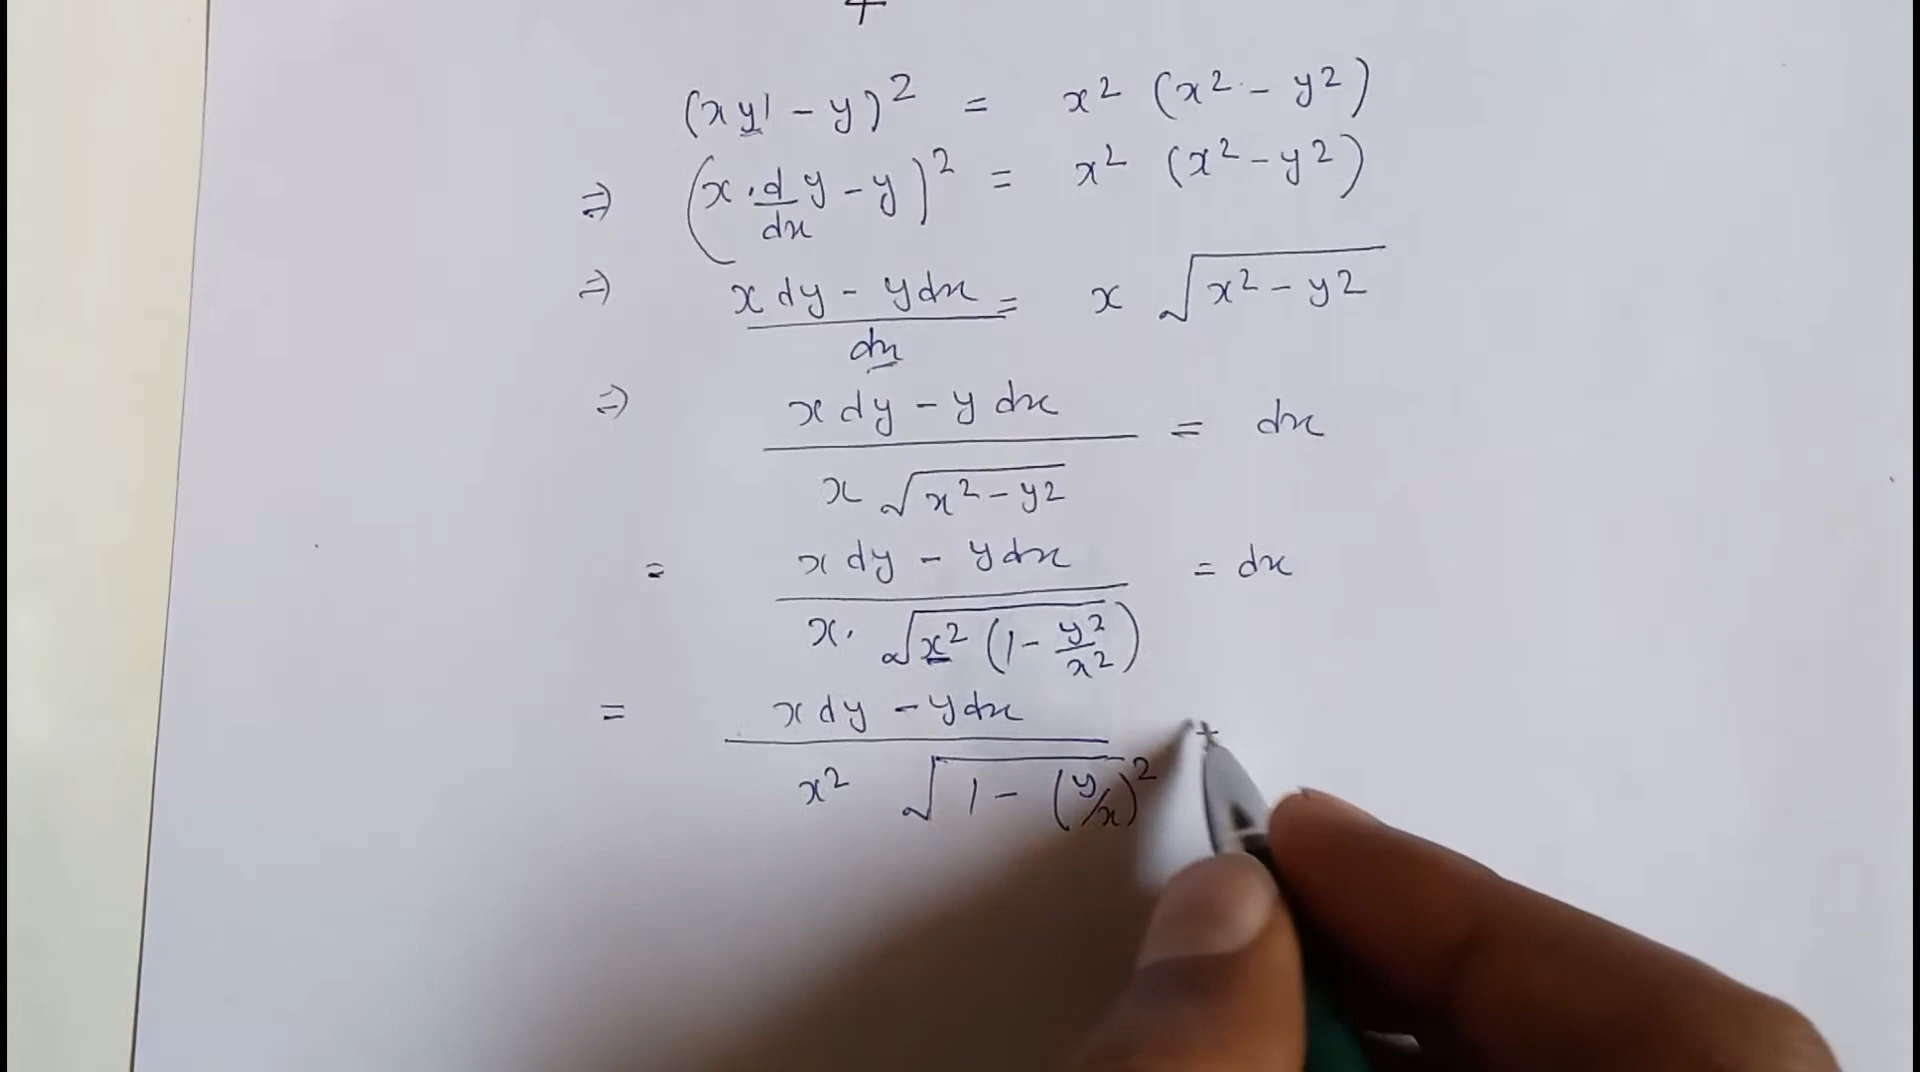 (xy' - y)² = x² (x² - y²)
⇒ (x · d/dx y - y)² = x² (x² - y²)
⇒ (x dy - y dx)/dx = x √(x² - y²)
⇒ (x dy - y dx)/(x √(x² - y²)) = dx
= (x dy - y dx)/(x · √(x² (1 - y²/x²))) = dx
= (x dy - y dx)/(x² √(1 - (y/x)²))